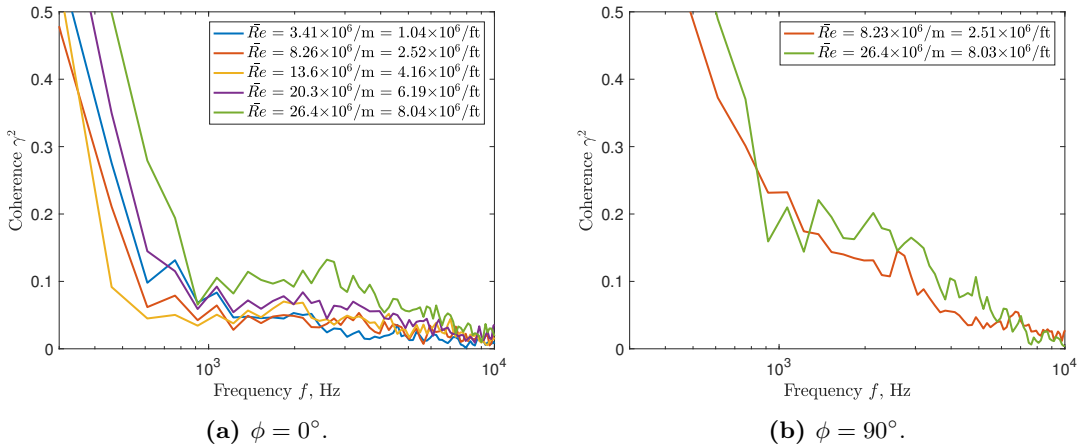 0.5
0.4
0.3
0.2
0.1
0
Coherence γ²
10³
10⁴
Frequency f, Hz
R̄e = 3.41×10⁶/m = 1.04×10⁶/ft
R̄e = 8.26×10⁶/m = 2.52×10⁶/ft
R̄e = 13.6×10⁶/m = 4.16×10⁶/ft
R̄e = 20.3×10⁶/m = 6.19×10⁶/ft
R̄e = 26.4×10⁶/m = 8.04×10⁶/ft
(a) ϕ = 0°.
0.5
0.4
0.3
0.2
0.1
0
Coherence γ²
10³
10⁴
Frequency f, Hz
R̄e = 8.23×10⁶/m = 2.51×10⁶/ft
R̄e = 26.4×10⁶/m = 8.03×10⁶/ft
(b) ϕ = 90°.